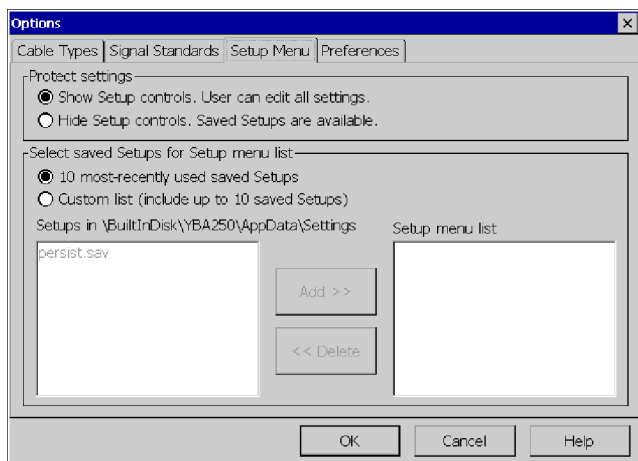 Options
Cable Types Signal Standards Setup Menu Preferences
Protect settings
Show Setup controls. User can edit all settings.
Hide Setup controls. Saved Setups are available.
Select saved Setups for Setup menu list
10 most-recently used saved Setups
Custom list (include up to 10 saved Setups)
Setups in \BuiltInDisk\YBA250\AppData\Settings
Setup menu list
persist.sav
Add >>
<< Delete
OK Cancel Help